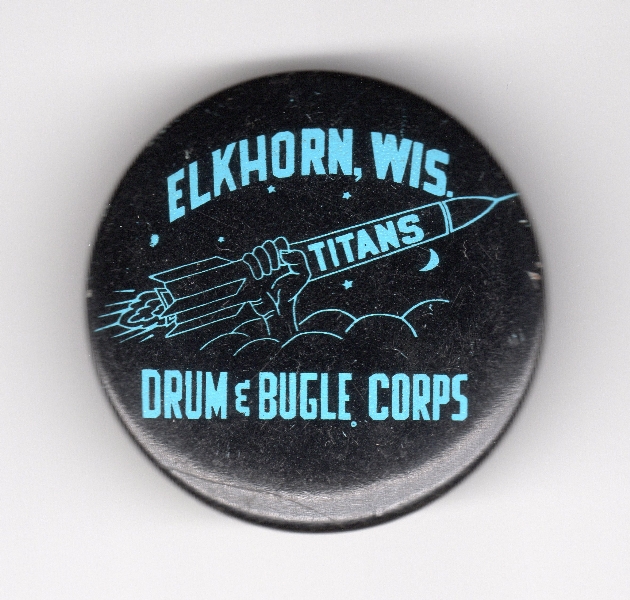 ELKHORN, WIS.
TITANS
DRUM & BUGLE CORPS